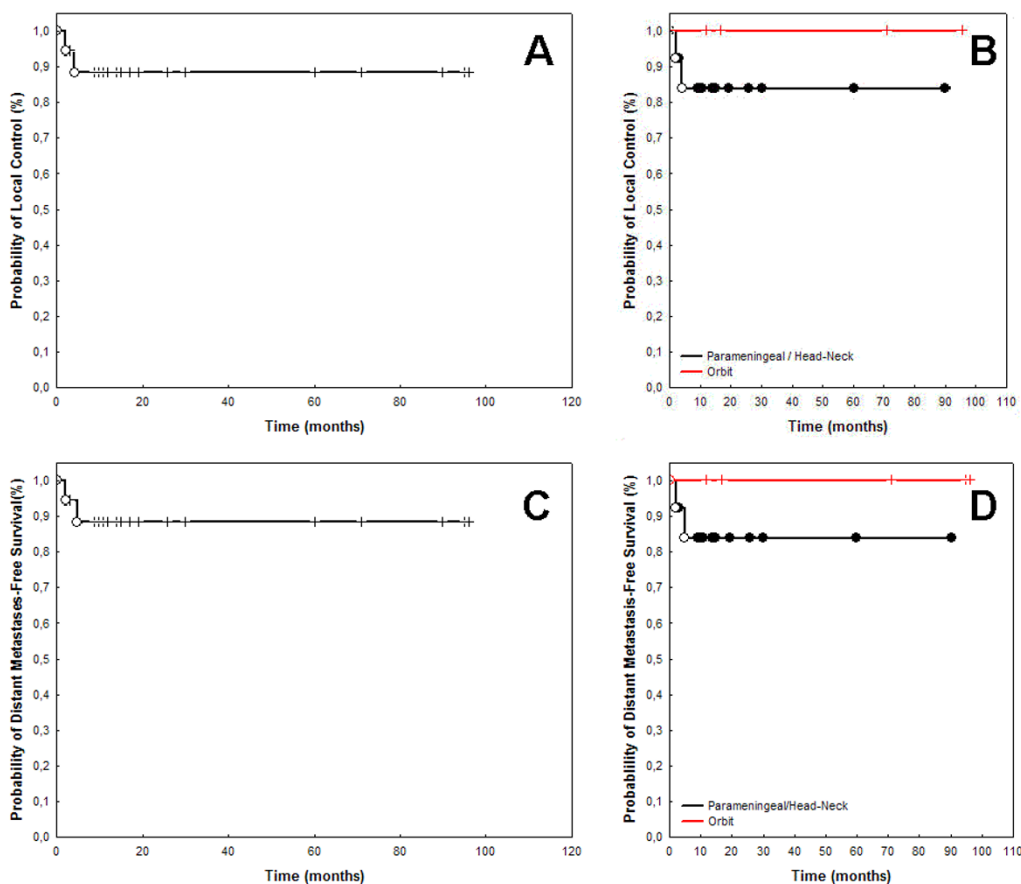 A
Probability of Local Control (%)
1,0
0,9
0,8
0,7
0,6
0,5
0,4
0,3
0,2
0,1
0,0
0 20 40 60 80 100 120
Time (months)
B
Probability of Local Control (%)
1,0
0,9
0,8
0,7
0,6
0,5
0,4
0,3
0,2
0,1
0,0
Parameningeal / Head-Neck
Orbit
0 10 20 30 40 50 60 70 80 90 100 110
Time (months)
C
Probability of Distant Metastases-Free Survival(%)
1,0
0,9
0,8
0,7
0,6
0,5
0,4
0,3
0,2
0,1
0,0
0 20 40 60 80 100 120
Time (months)
D
Probability of Distant Metastasis-Free Survival (%)
1,0
0,9
0,8
0,7
0,6
0,5
0,4
0,3
0,2
0,1
0,0
Parameningeal/Head-Neck
Orbit
0 10 20 30 40 50 60 70 80 90 100 110
Time (months)